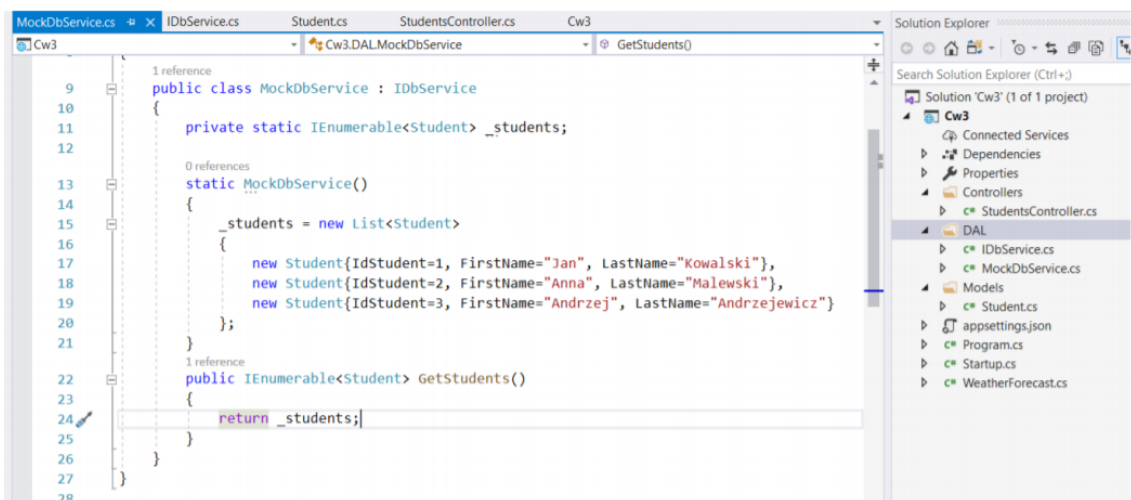 MockDbService.cs IDbService.cs Student.cs StudentsController.cs Cw3
Cw3 Cw3.DAL.MockDbService GetStudents()
1 reference
9 public class MockDbService : IDbService
10 {
11 private static IEnumerable<Student> _students;
12
0 references
13 static MockDbService()
14 {
15 _students = new List<Student>
16 {
17 new Student{IdStudent=1, FirstName="Jan", LastName="Kowalski"},
18 new Student{IdStudent=2, FirstName="Anna", LastName="Malewski"},
19 new Student{IdStudent=3, FirstName="Andrzej", LastName="Andrzejewicz"}
20 };
21 }
1 reference
22 public IEnumerable<Student> GetStudents()
23 {
24 return _students;
25 }
26 }
27 }
28
Solution Explorer
Search Solution Explorer (Ctrl+;)
Solution 'Cw3' (1 of 1 project)
Cw3
Connected Services
Dependencies
Properties
Controllers
C# StudentsController.cs
DAL
C# IDbService.cs
C# MockDbService.cs
Models
C# Student.cs
appsettings.json
C# Program.cs
C# Startup.cs
C# WeatherForecast.cs